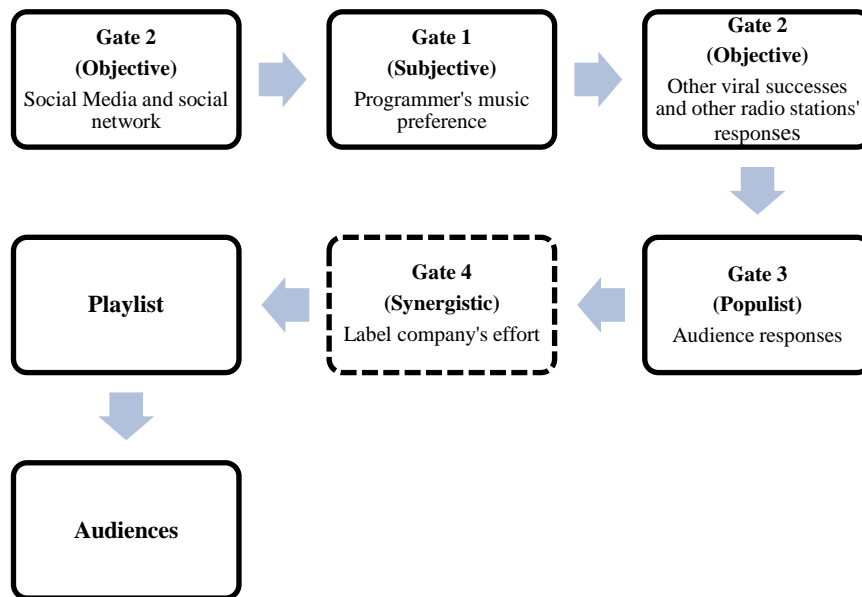 Gate 2
(Objective)
Social Media and social
network
Gate 1
(Subjective)
Programmer's music
preference
Gate 2
(Objective)
Other viral successes
and other radio stations'
responses
Gate 3
(Populist)
Audience responses
Gate 4
(Synergistic)
Label company's effort
Playlist
Audiences